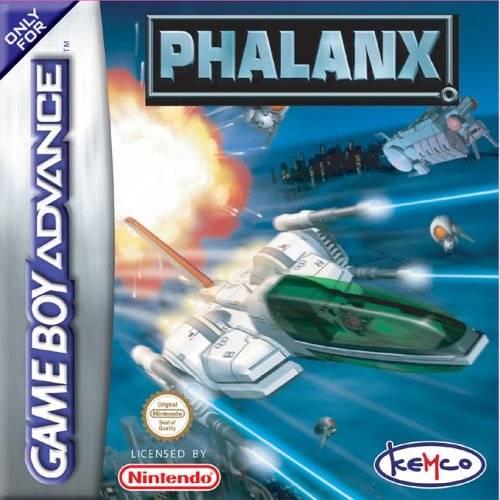 ONLY
FOR
GAME BOY ADVANCE
TM
PHALANX
Original
Nintendo
Seal of
Quality
LICENSED BY
Nintendo
KEMCO